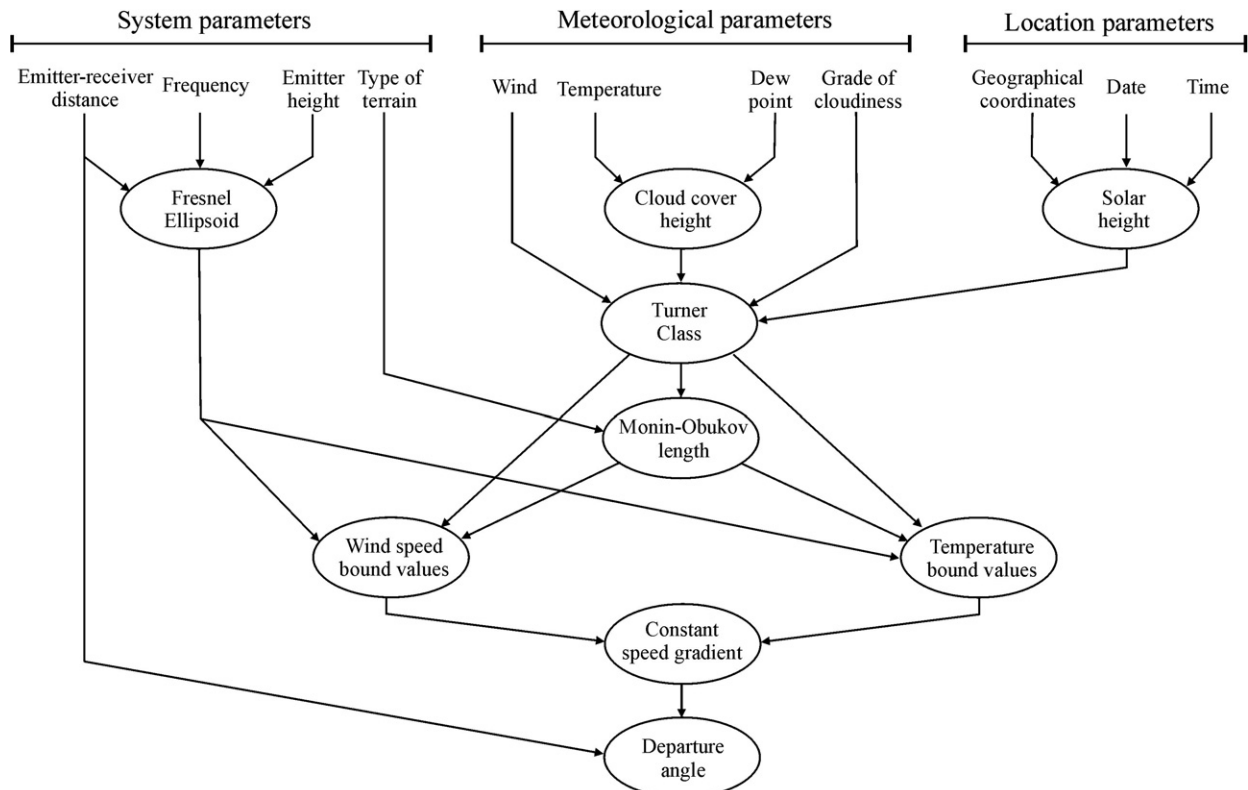 System parameters
Meteorological parameters
Location parameters
Emitter-receiver
distance
Frequency
Emitter
height
Type of
terrain
Wind
Temperature
Dew
point
Grade of
cloudiness
Geographical
coordinates
Date
Time
Fresnel
Ellipsoid
Cloud cover
height
Solar
height
Turner
Class
Monin-Obukov
length
Wind speed
bound values
Temperature
bound values
Constant
speed gradient
Departure
angle